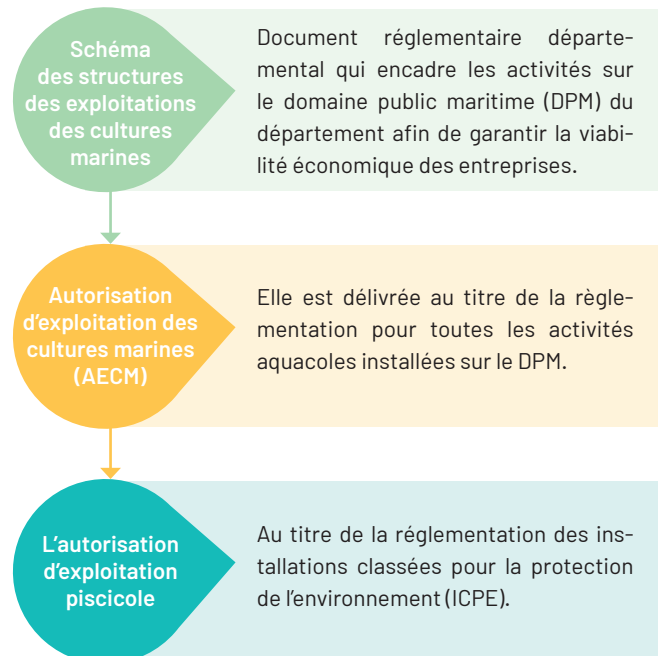 Schéma
des structures
des exploitations
des cultures
marines
Document réglementaire départe-
mental qui encadre les activités sur
le domaine public maritime (DPM) du
département afin de garantir la viabi-
lité économique des entreprises.
Autorisation
d'exploitation des
cultures marines
(AECM)
Elle est délivrée au titre de la règle-
mentation pour toutes les activités
aquacoles installées sur le DPM.
L'autorisation
d'exploitation
piscicole
Au titre de la réglementation des ins-
tallations classées pour la protection
de l'environnement (ICPE).